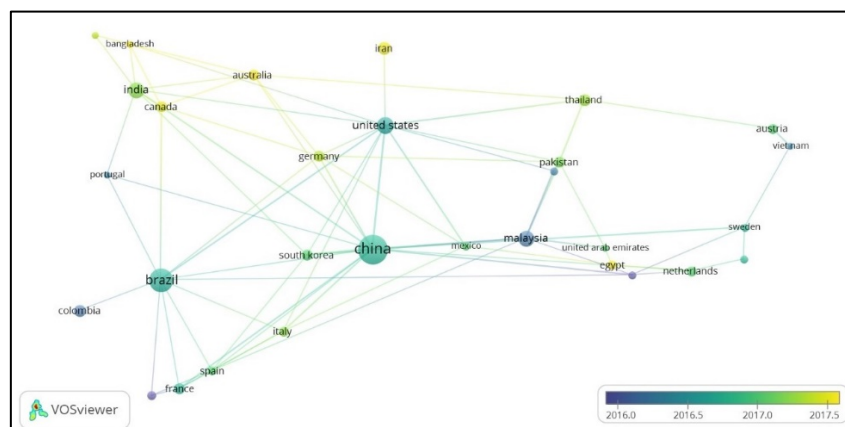 bangladesh
iran
australia
india
canada
thailand
united states
austria
vietnam
germany
pakistan
portugal
sweden
malaysia
china
mexico
united arab emirates
south korea
egypt
netherlands
brazil
colombia
italy
spain
france
VOSviewer
2016.0 2016.5 2017.0 2017.5